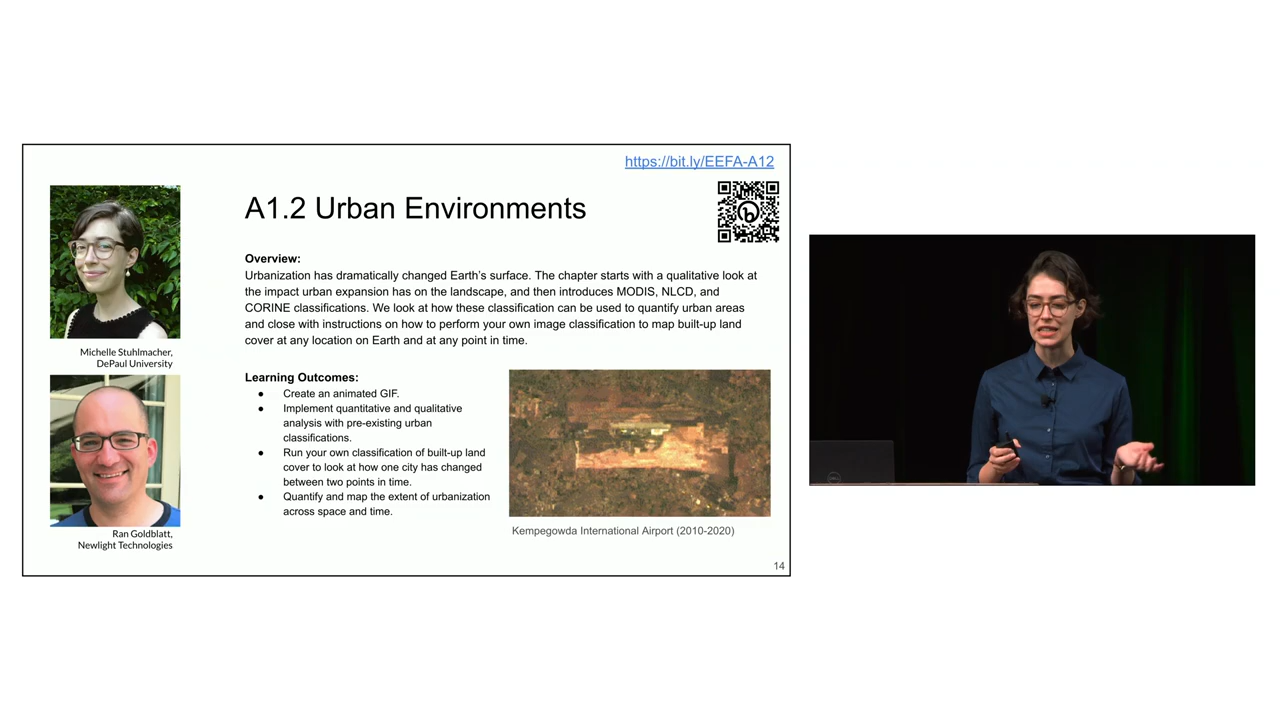 https://bit.ly/EEFA-A12
A1.2 Urban Environments
Overview:
Urbanization has dramatically changed Earth's surface. The chapter starts with a qualitative look at
the impact urban expansion has on the landscape, and then introduces MODIS, NLCD, and
CORINE classifications. We look at how these classification can be used to quantify urban areas
and close with instructions on how to perform your own image classification to map built-up land
cover at any location on Earth and at any point in time.
Michelle Stuhlmacher,
DePaul University
Learning Outcomes:
● Create an animated GIF.
● Implement quantitative and qualitative
analysis with pre-existing urban
classifications.
● Run your own classification of built-up land
cover to look at how one city has changed
between two points in time.
● Quantify and map the extent of urbanization
across space and time.
Kempegowda International Airport (2010-2020)
Ran Goldblatt,
Newlight Technologies
14